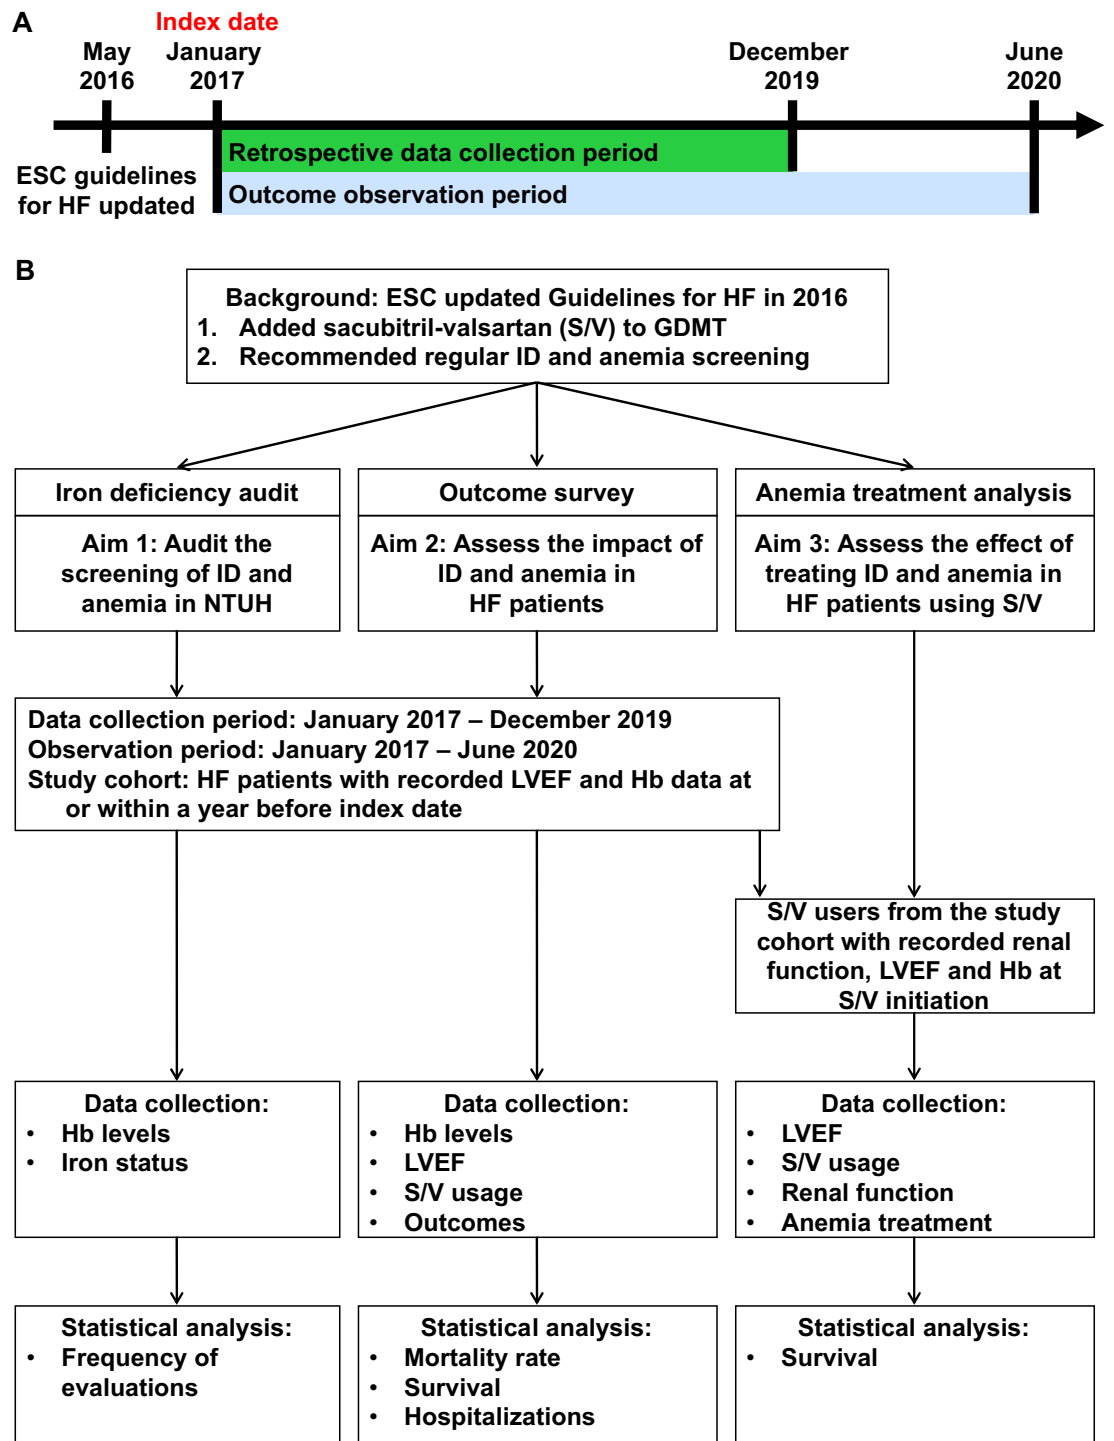 A
Index date
May
2016
January
2017
December
2019
June
2020
Retrospective data collection period
ESC guidelines
for HF updated
Outcome observation period
B
Background: ESC updated Guidelines for HF in 2016
1. Added sacubitril-valsartan (S/V) to GDMT
2. Recommended regular ID and anemia screening
Iron deficiency audit
Aim 1: Audit the
screening of ID and
anemia in NTUH
Outcome survey
Aim 2: Assess the impact of
ID and anemia in
HF patients
Anemia treatment analysis
Aim 3: Assess the effect of
treating ID and anemia in
HF patients using S/V
Data collection period: January 2017 – December 2019
Observation period: January 2017 – June 2020
Study cohort: HF patients with recorded LVEF and Hb data at
or within a year before index date
S/V users from the study
cohort with recorded renal
function, LVEF and Hb at
S/V initiation
Data collection:
• Hb levels
• Iron status
Data collection:
• Hb levels
• LVEF
• S/V usage
• Outcomes
Data collection:
• LVEF
• S/V usage
• Renal function
• Anemia treatment
Statistical analysis:
• Frequency of
evaluations
Statistical analysis:
• Mortality rate
• Survival
• Hospitalizations
Statistical analysis:
• Survival